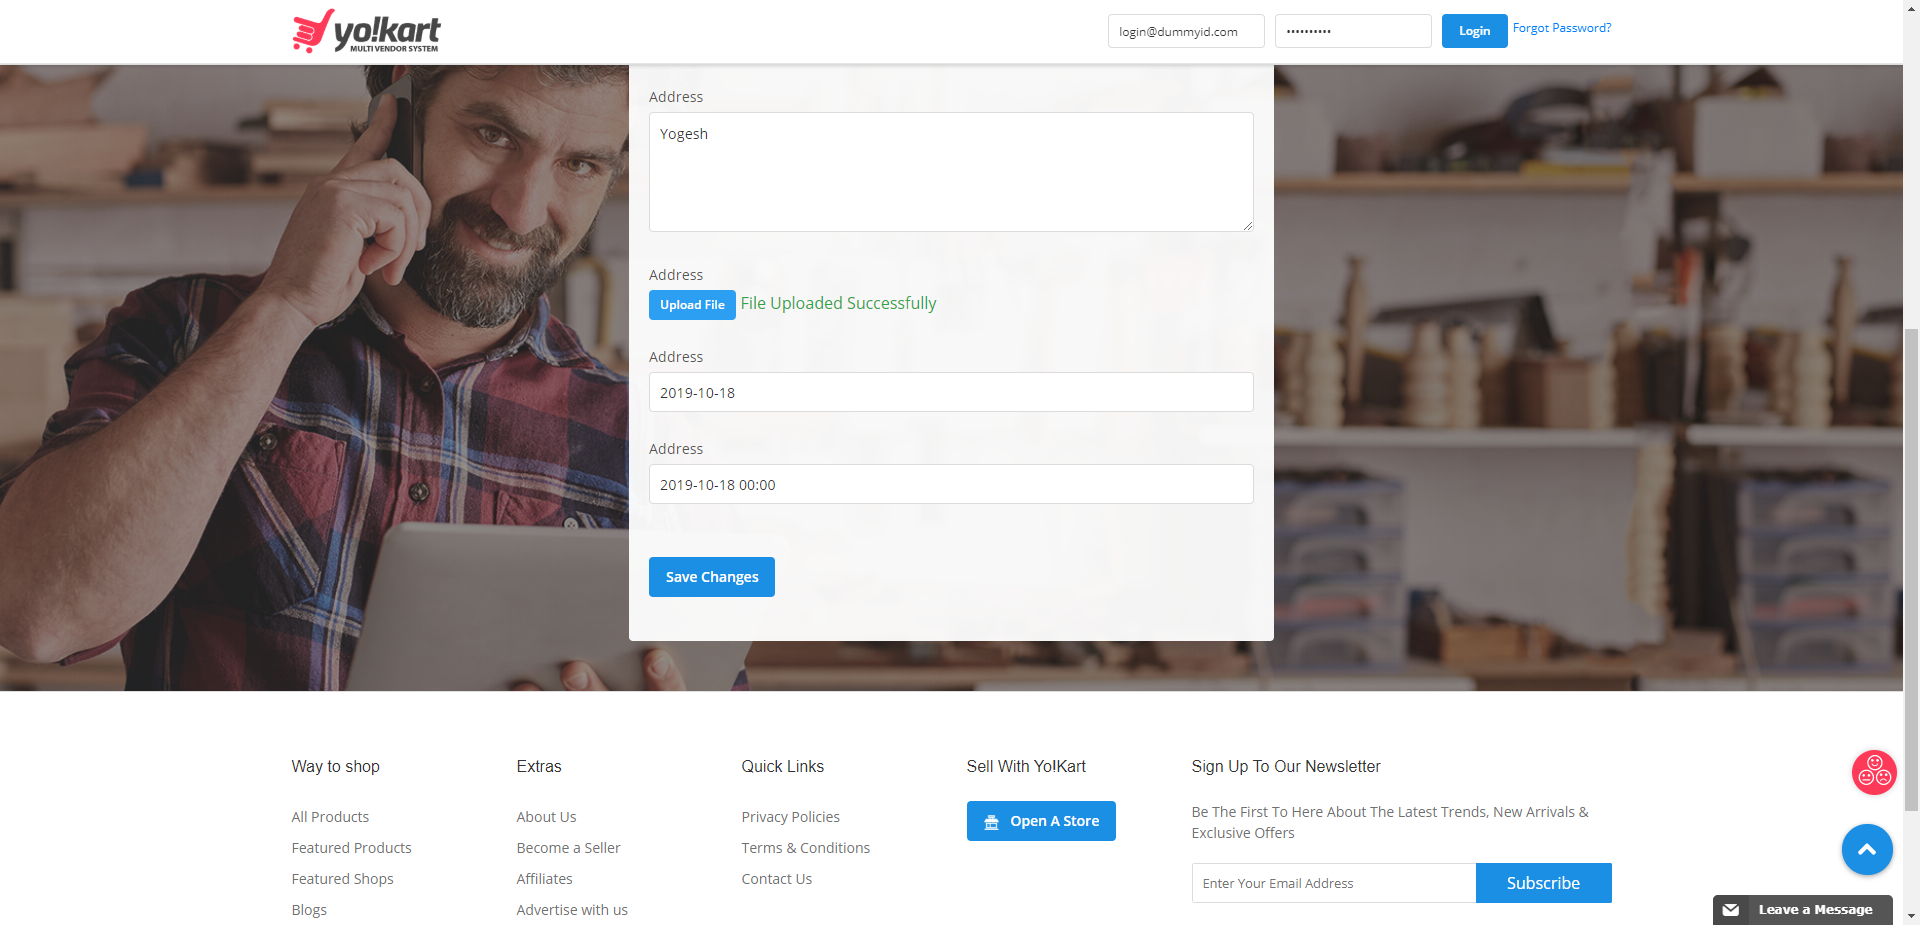 yo!kart
MULTI VENDOR SYSTEM
login@dummyid.com
••••••••••
Login
Forgot Password?
Address
Yogesh
Address
Upload File
File Uploaded Successfully
Address
2019-10-18
Address
2019-10-18 00:00
Save Changes
Way to shop
All Products
Featured Products
Featured Shops
Blogs
Extras
About Us
Become a Seller
Affiliates
Advertise with us
Quick Links
Privacy Policies
Terms & Conditions
Contact Us
Sell With Yo!Kart
Open A Store
Sign Up To Our Newsletter
Be The First To Here About The Latest Trends, New Arrivals &
Exclusive Offers
Enter Your Email Address
Subscribe
Leave a Message